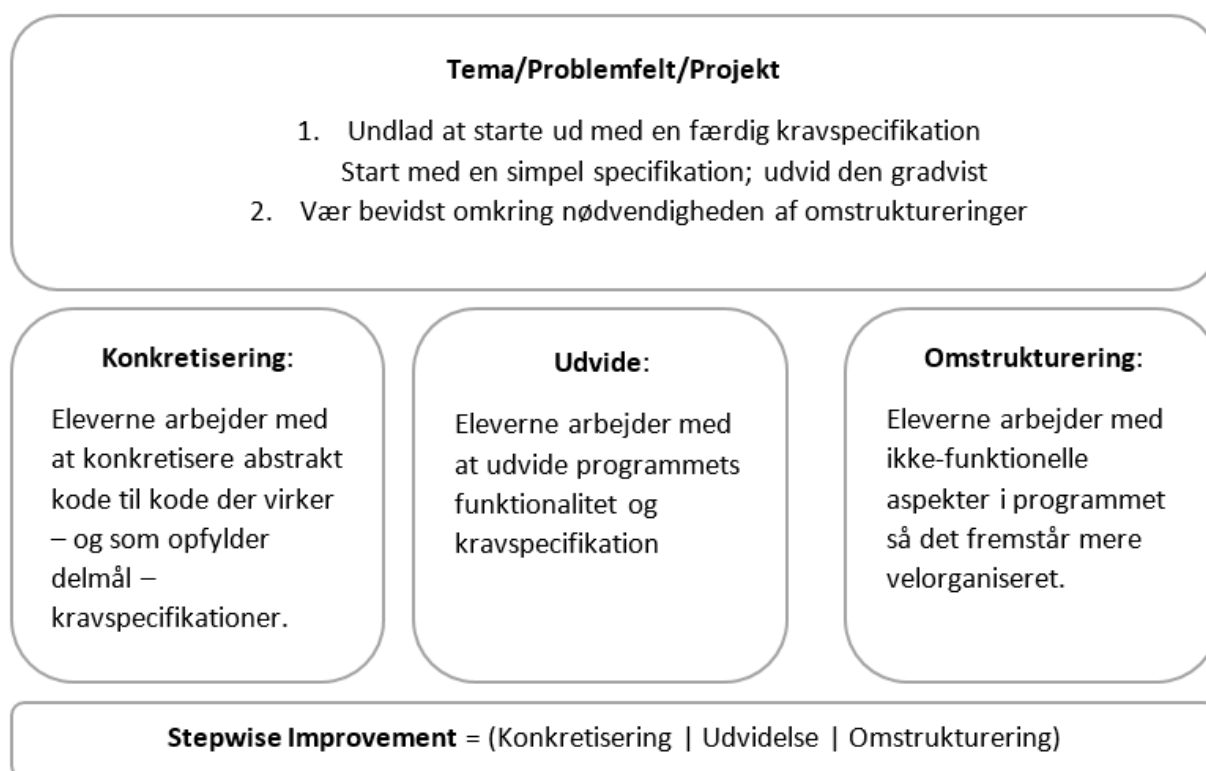 Tema/Problemfelt/Projekt
1. Undlad at starte ud med en færdig kravspecifikation
Start med en simpel specifikation; udvid den gradvist
2. Vær bevidst omkring nødvendigheden af omstruktureringer
Konkretisering:
Eleverne arbejder med
at konkretisere abstrakt
kode til kode der virker
– og som opfylder
delmål –
kravspecifikationer.
Udvide:
Eleverne arbejder med
at udvide programmets
funktionalitet og
kravspecifikation
Omstrukturering:
Eleverne arbejder med
ikke-funktionelle
aspekter i programmet
så det fremstår mere
velorganiseret.
Stepwise Improvement = (Konkretisering | Udvidelse | Omstrukturering)